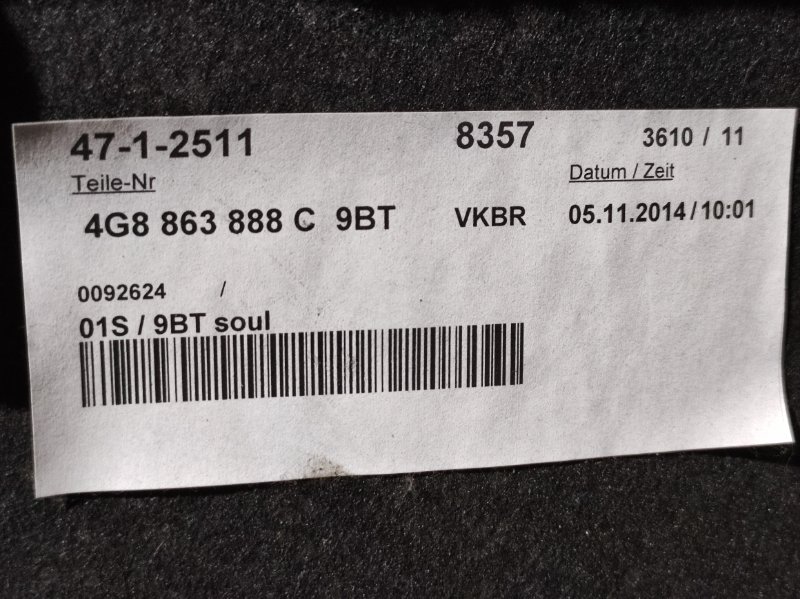 47-1-2511 8357 3610 / 11
Teile-Nr Datum / Zeit
4G8 863 888 C 9BT VKBR 05.11.2014/10:01
0092624 /
01S / 9BT soul